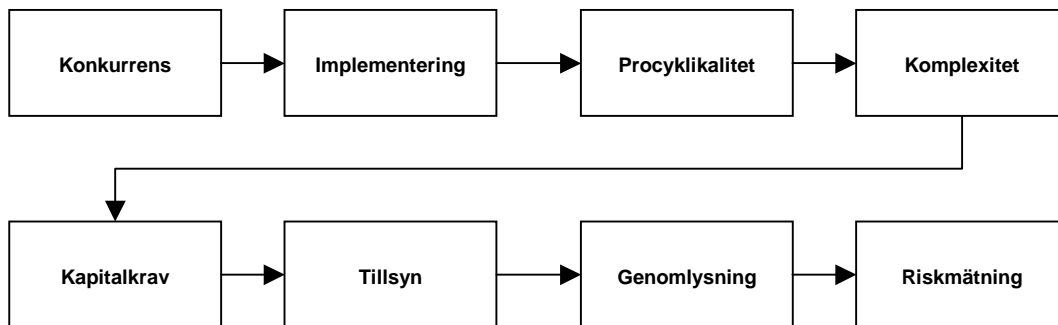 Konkurrens
Implementering
Procyklikalitet
Komplexitet
Kapitalkrav
Tillsyn
Genomlysning
Riskmätning